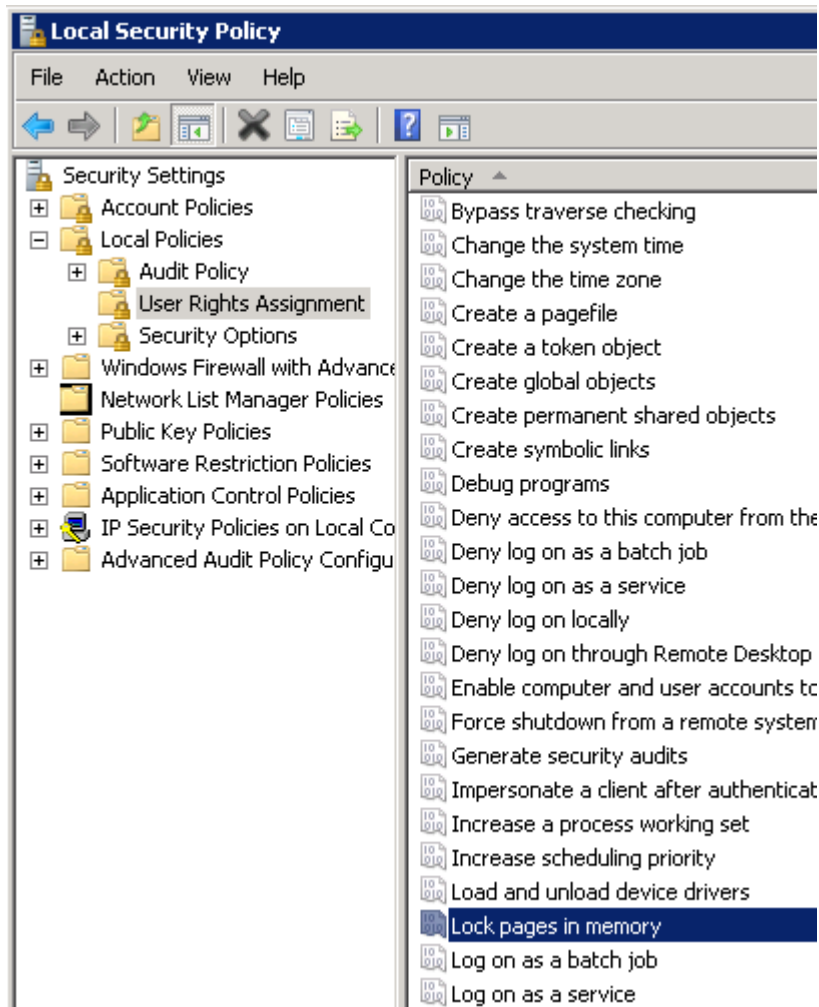 Local Security Policy
File Action View Help
Security Settings
Account Policies
Local Policies
Audit Policy
User Rights Assignment
Security Options
Windows Firewall with Advance
Network List Manager Policies
Public Key Policies
Software Restriction Policies
Application Control Policies
IP Security Policies on Local Co
Advanced Audit Policy Configu
Policy
Bypass traverse checking
Change the system time
Change the time zone
Create a pagefile
Create a token object
Create global objects
Create permanent shared objects
Create symbolic links
Debug programs
Deny access to this computer from the
Deny log on as a batch job
Deny log on as a service
Deny log on locally
Deny log on through Remote Desktop
Enable computer and user accounts to
Force shutdown from a remote system
Generate security audits
Impersonate a client after authenticat
Increase a process working set
Increase scheduling priority
Load and unload device drivers
Lock pages in memory
Log on as a batch job
Log on as a service